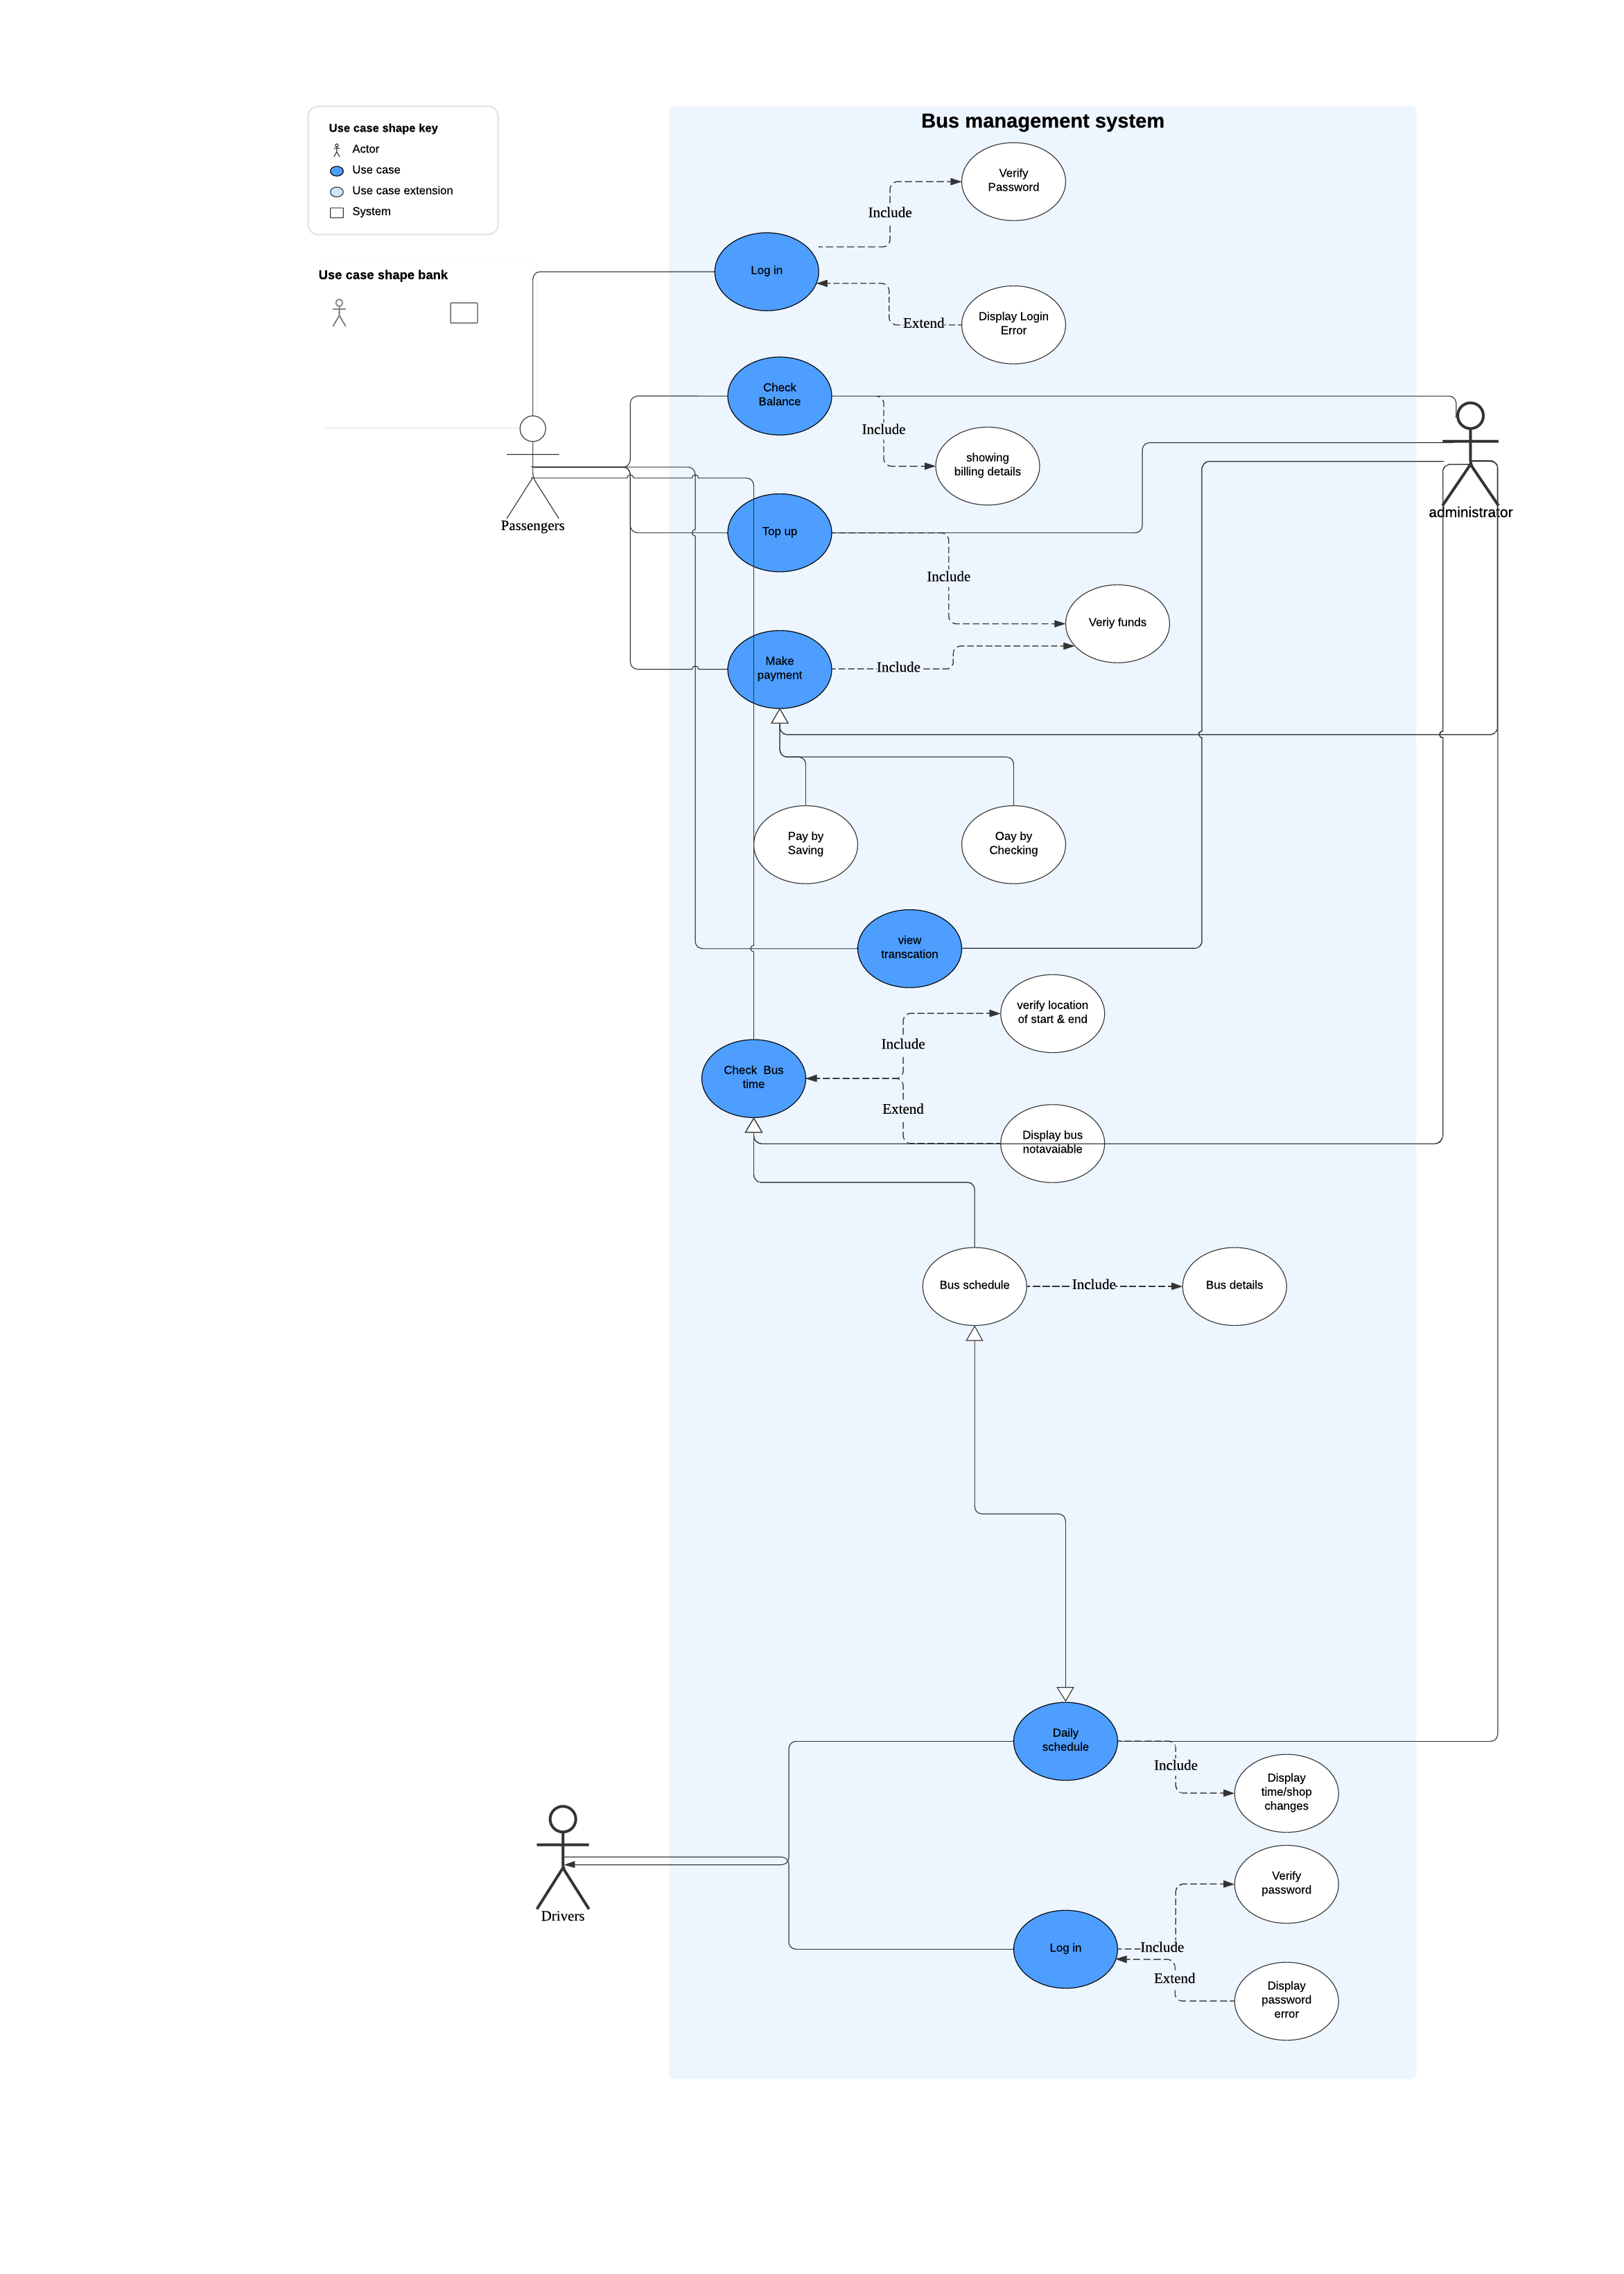 Bus management system
Use case shape key
Actor
Use case
Use case extension
System
Use case shape bank
Verify
Password
Include
Log in
Extend
Display Login
Error
Check
Balance
Include
showing
billing details
Passengers
administrator
Top up
Include
Veriy funds
Make
payment
Include
Pay by
Saving
Oay by
Checking
view
transcation
verify location
of start & end
Include
Check  Bus
time
Extend
Display bus
notavaiable
Bus schedule
Include
Bus details
Daily
schedule
Include
Display
time/shop
changes
Drivers
Verify
password
Log in
Include
Extend
Display
password
error